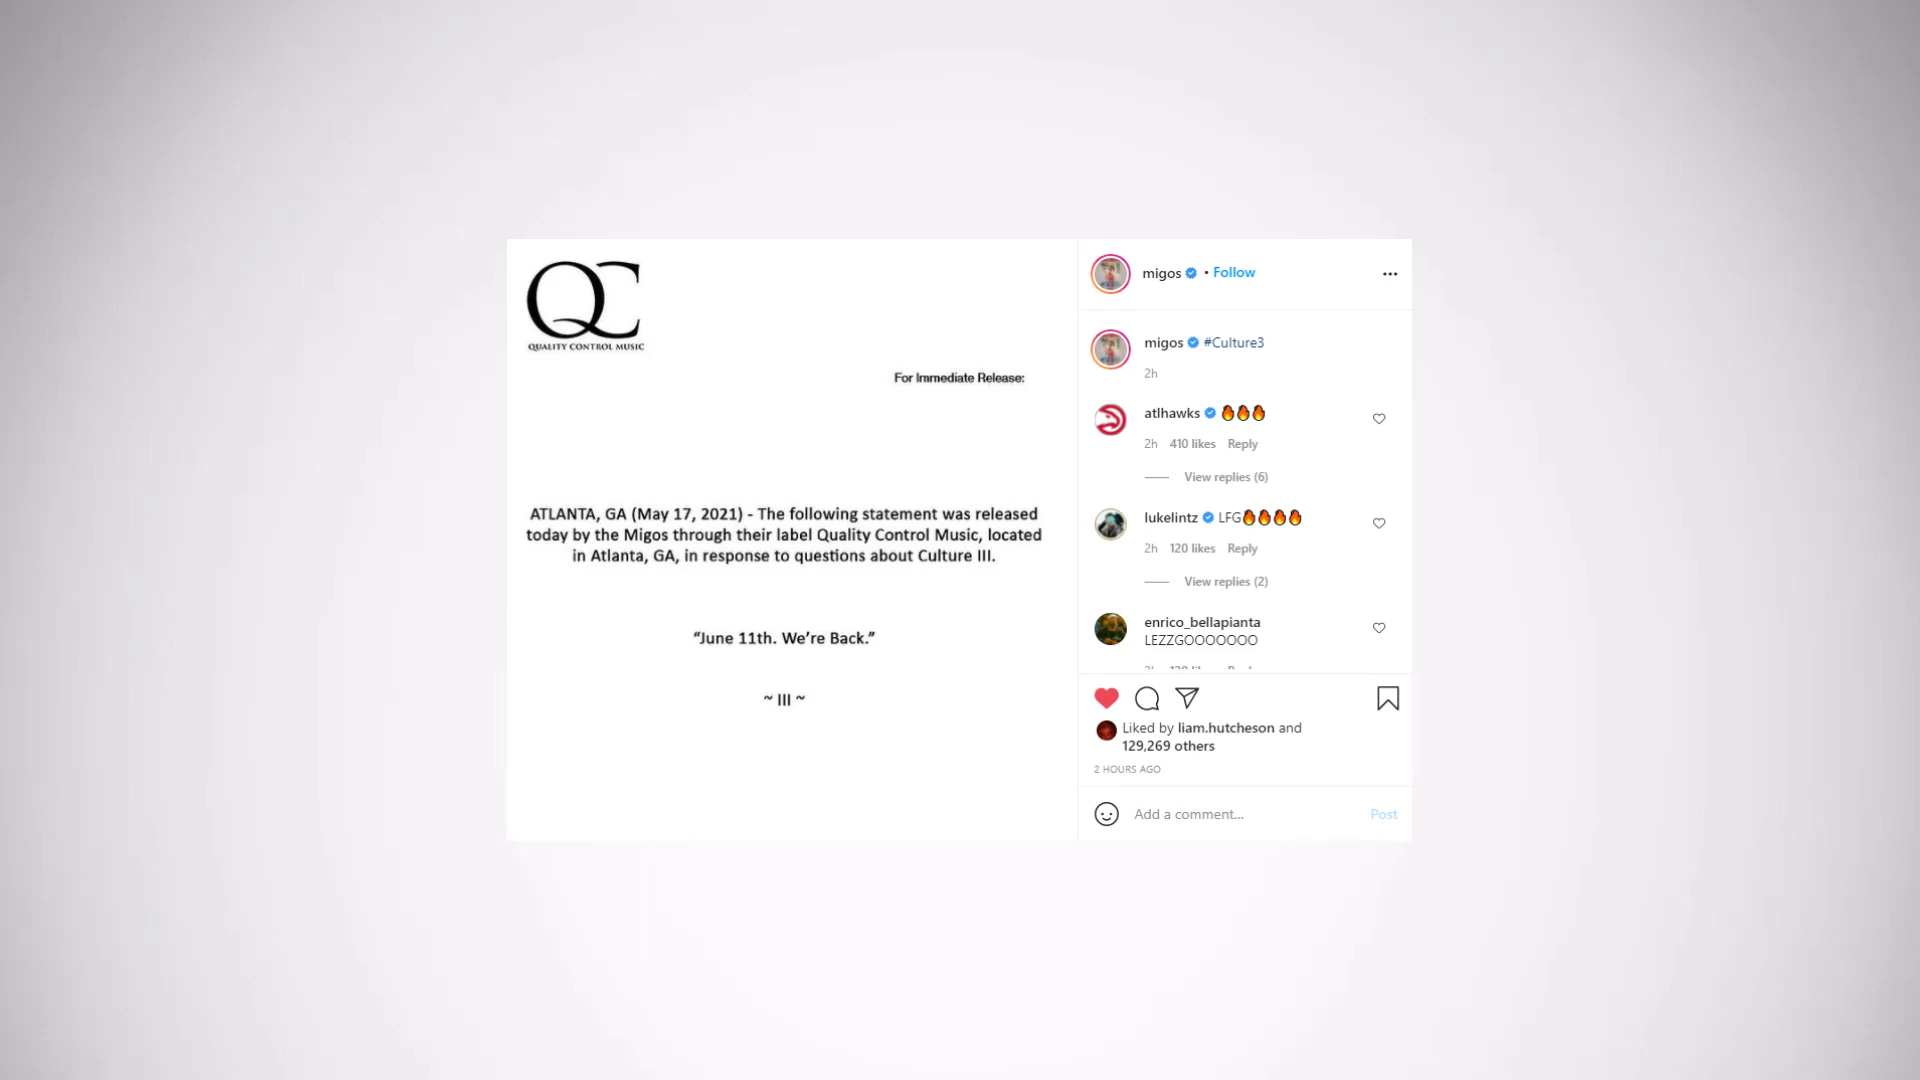 QC
QUALITY CONTROL MUSIC
For Immediate Release:
ATLANTA, GA (May 17, 2021) - The following statement was released
today by the Migos through their label Quality Control Music, located
in Atlanta, GA, in response to questions about Culture III.
“June 11th. We’re Back.”
~ III ~
migos • Follow
migos #Culture3
2h
atlhawks 🔥🔥🔥
2h 410 likes Reply
View replies (6)
lukelintz LFG🔥🔥🔥🔥
2h 120 likes Reply
View replies (2)
enrico_bellapianta
LEZZGOOOOOOO
Liked by liam.hutcheson and
129,269 others
2 HOURS AGO
Add a comment...
Post